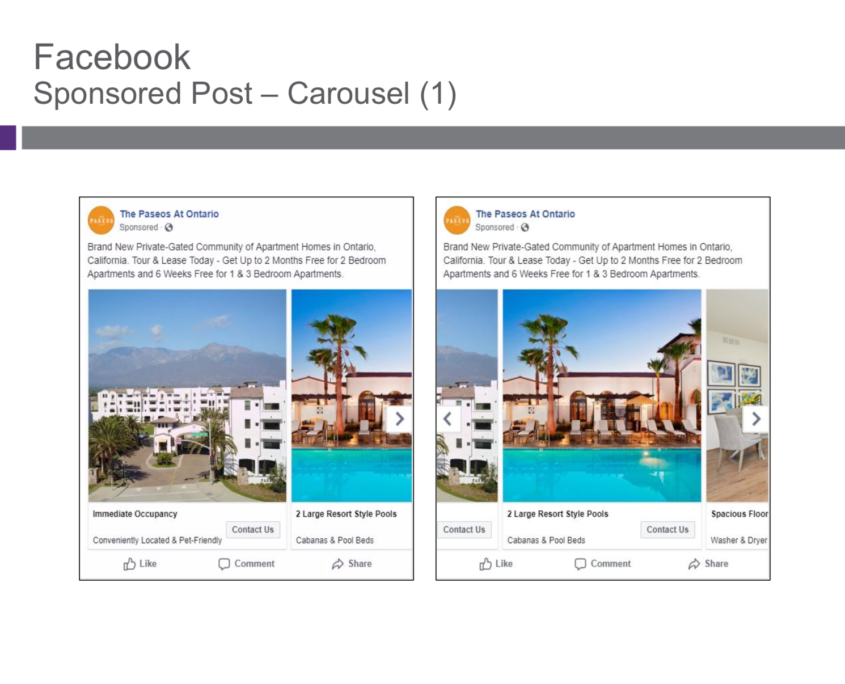 Facebook
Sponsored Post – Carousel (1)
PASEOS
The Paseos At Ontario
Sponsored ·
Brand New Private-Gated Community of Apartment Homes in Ontario,
California. Tour & Lease Today - Get Up to 2 Months Free for 2 Bedroom
Apartments and 6 Weeks Free for 1 & 3 Bedroom Apartments.
Immediate Occupancy
Conveniently Located & Pet-Friendly
Contact Us
2 Large Resort Style Pools
Cabanas & Pool Beds
Like
Comment
Share
PASEOS
The Paseos At Ontario
Sponsored ·
Brand New Private-Gated Community of Apartment Homes in Ontario,
California. Tour & Lease Today - Get Up to 2 Months Free for 2 Bedroom
Apartments and 6 Weeks Free for 1 & 3 Bedroom Apartments.
Contact Us
2 Large Resort Style Pools
Cabanas & Pool Beds
Contact Us
Spacious Floor
Washer & Dryer
Like
Comment
Share